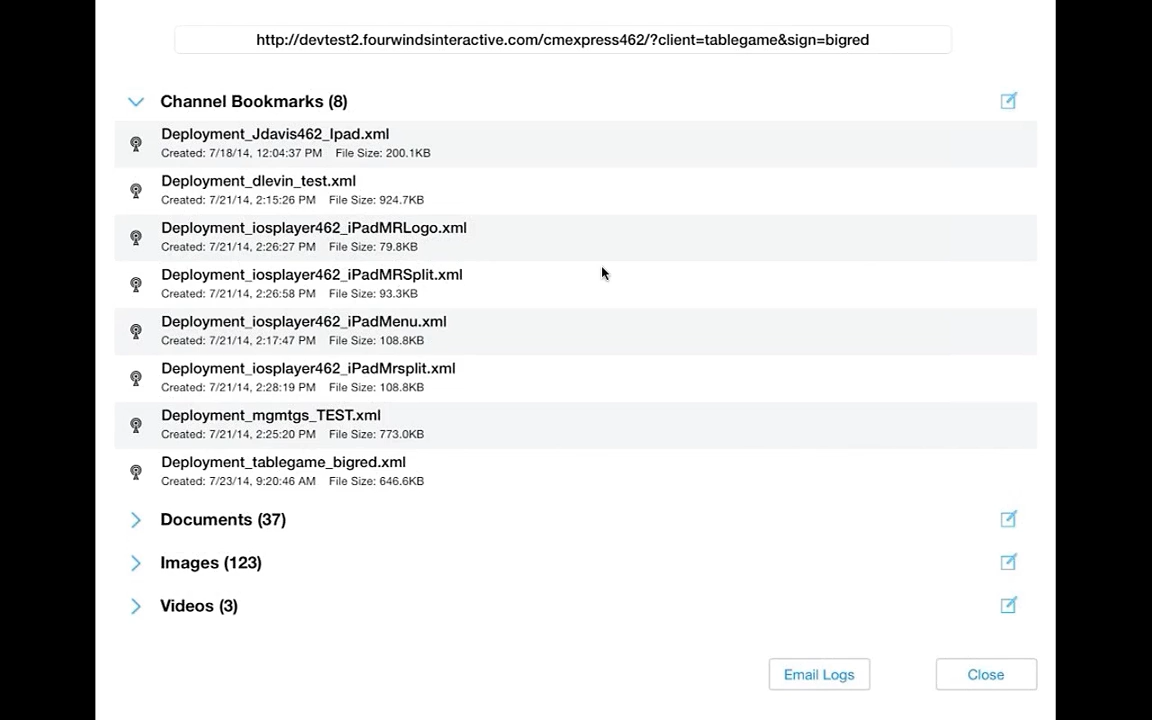 http://devtest2.fourwindsinteractive.com/cmexpress462/?client=tablegame&sign=bigred
Channel Bookmarks (8)
Deployment_Jdavis462_Ipad.xml
Created: 7/18/14, 12:04:37 PM File Size: 200.1KB
Deployment_dlevin_test.xml
Created: 7/21/14, 2:15:26 PM File Size: 924.7KB
Deployment_iosplayer462_iPadMRLogo.xml
Created: 7/21/14, 2:26:27 PM File Size: 79.8KB
Deployment_iosplayer462_iPadMRSplit.xml
Created: 7/21/14, 2:26:58 PM File Size: 93.3KB
Deployment_iosplayer462_iPadMenu.xml
Created: 7/21/14, 2:17:47 PM File Size: 108.8KB
Deployment_iosplayer462_iPadMrsplit.xml
Created: 7/21/14, 2:28:19 PM File Size: 108.8KB
Deployment_mgmtgs_TEST.xml
Created: 7/21/14, 2:25:20 PM File Size: 773.0KB
Deployment_tablegame_bigred.xml
Created: 7/23/14, 9:20:46 AM File Size: 646.6KB
Documents (37)
Images (123)
Videos (3)
Email Logs
Close